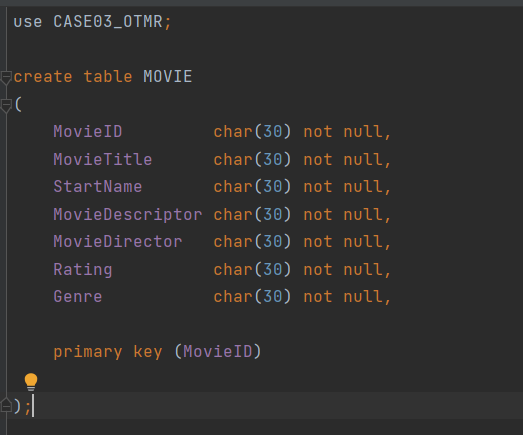 use CASE03_OTMR;
create table MOVIE
(
MovieID char(30) not null,
MovieTitle char(30) not null,
StartName char(30) not null,
MovieDescriptor char(30) not null,
MovieDirector char(30) not null,
Rating char(30) not null,
Genre char(30) not null,
primary key (MovieID)
);